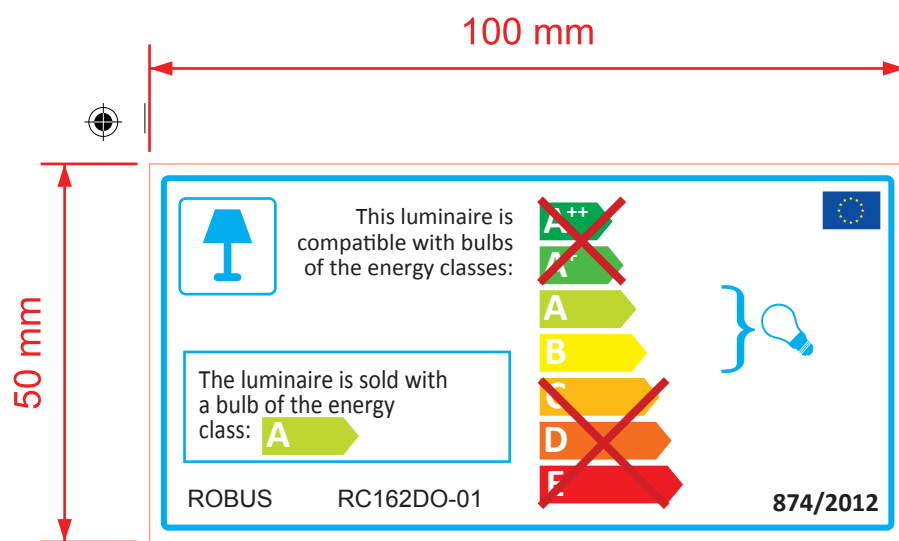 100 mm
50 mm
This luminaire is
compatible with bulbs
of the energy classes:
A++
A+
A
B
C
D
E
The luminaire is sold with
a bulb of the energy
class: A
ROBUS RC162DO-01
874/2012